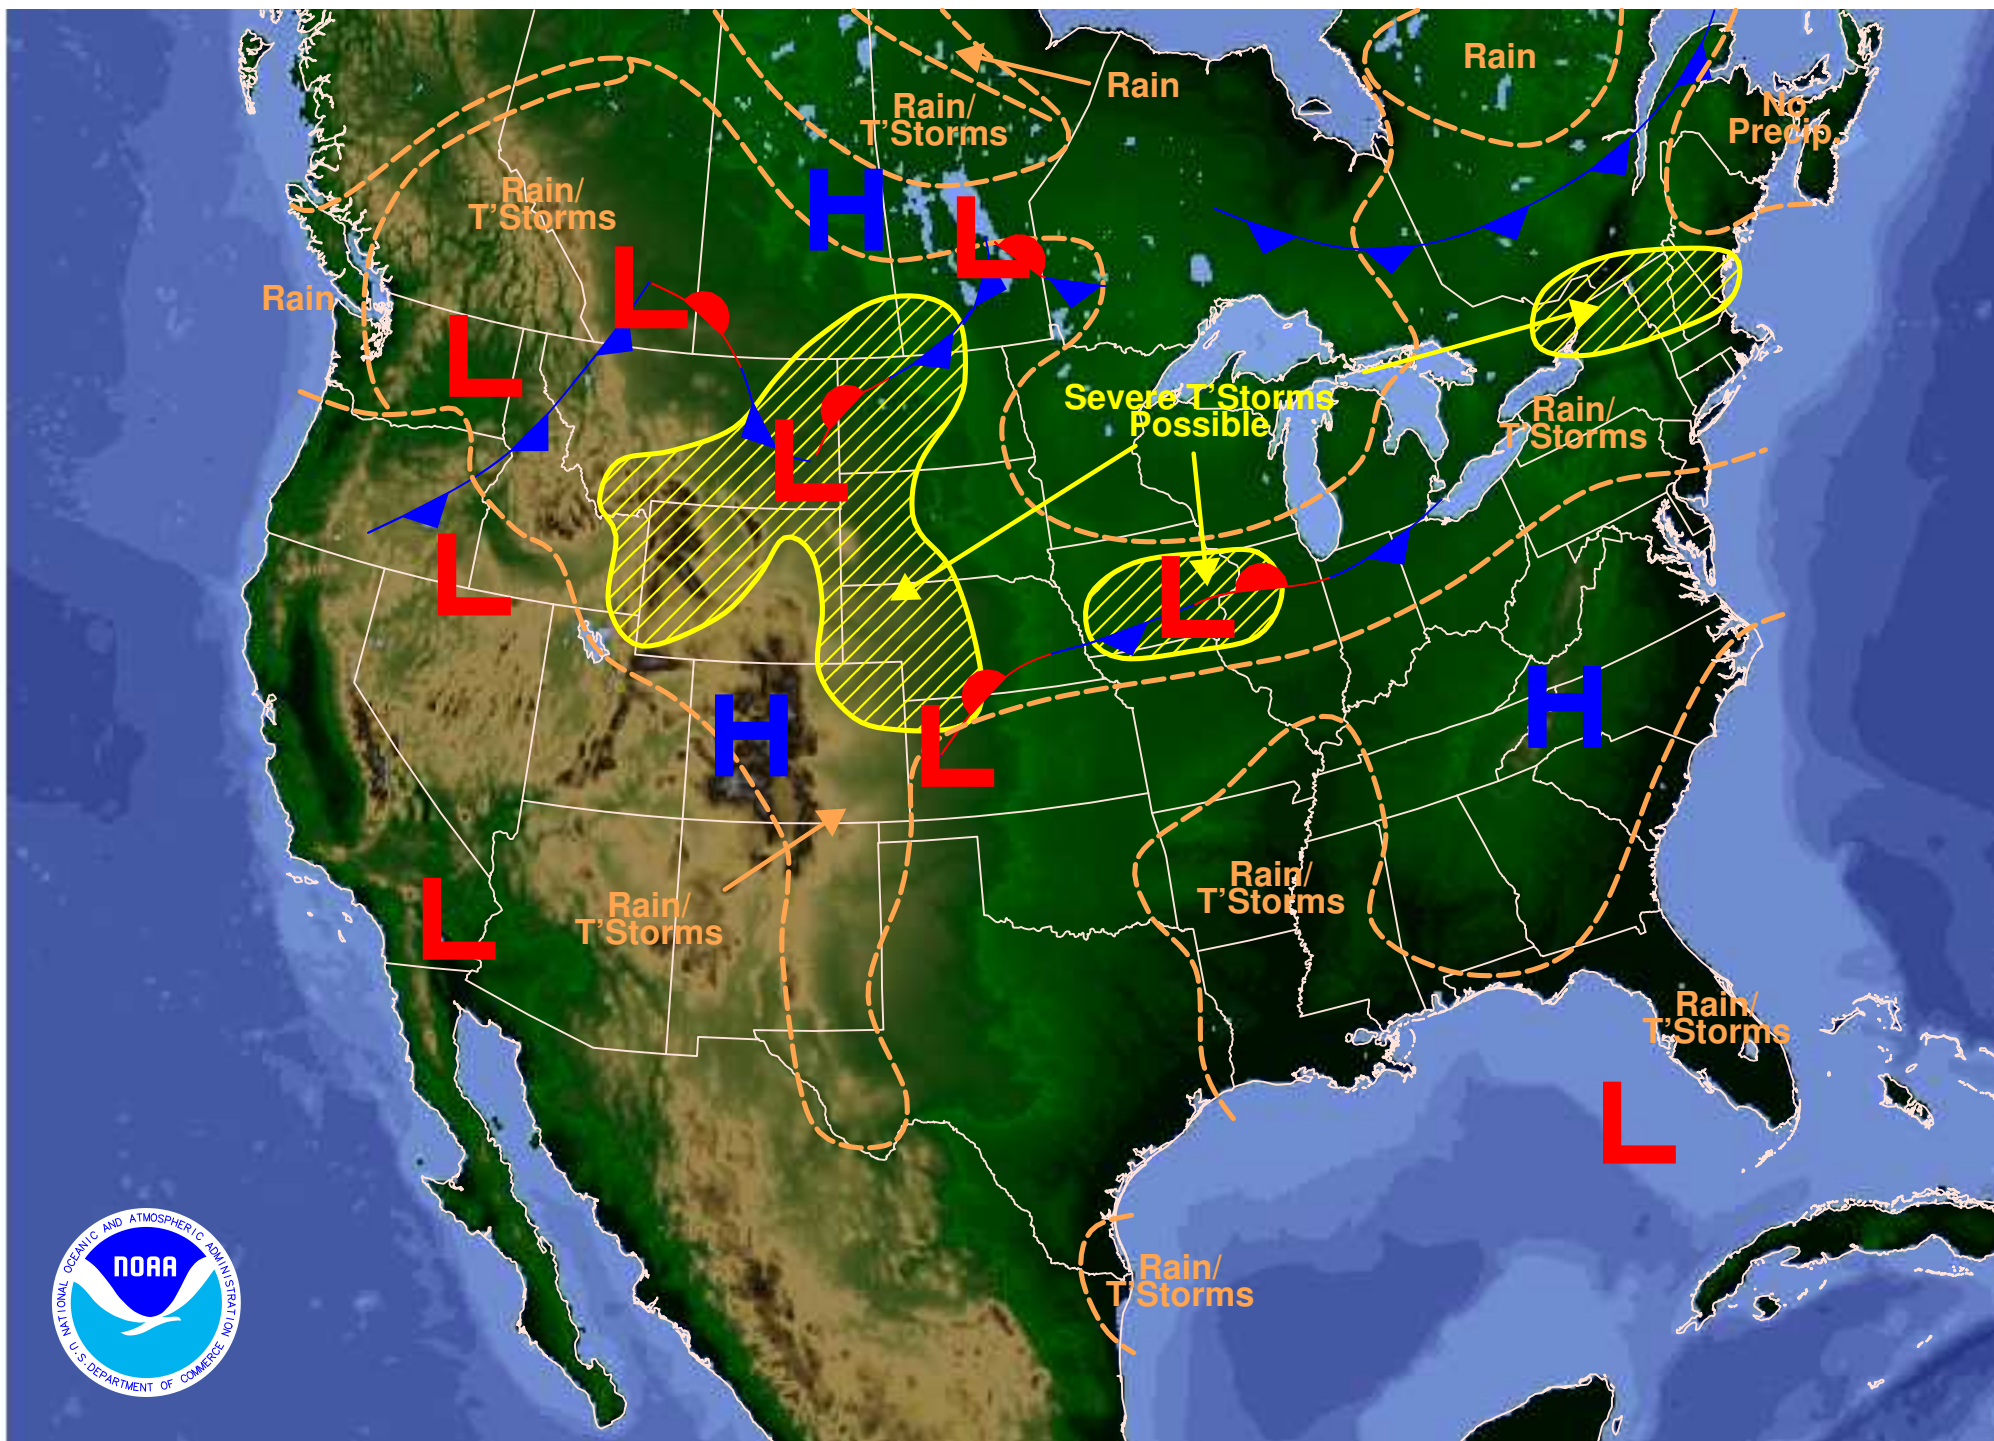 Rain
Rain
No
Precip.
Rain/
T'Storms
Rain
Rain/
T'Storms
H
L
L
Rain
L
Severe T'Storms
Possible
Rain/
T'Storms
L
L
L
H
H
L
Rain/
T'Storms
Rain/
T'Storms
L
Rain/
T'Storms
L
Rain/
T'Storms
NATIONAL OCEANIC AND ATMOSPHERIC ADMINISTRATION
NOAA
U.S. DEPARTMENT OF COMMERCE